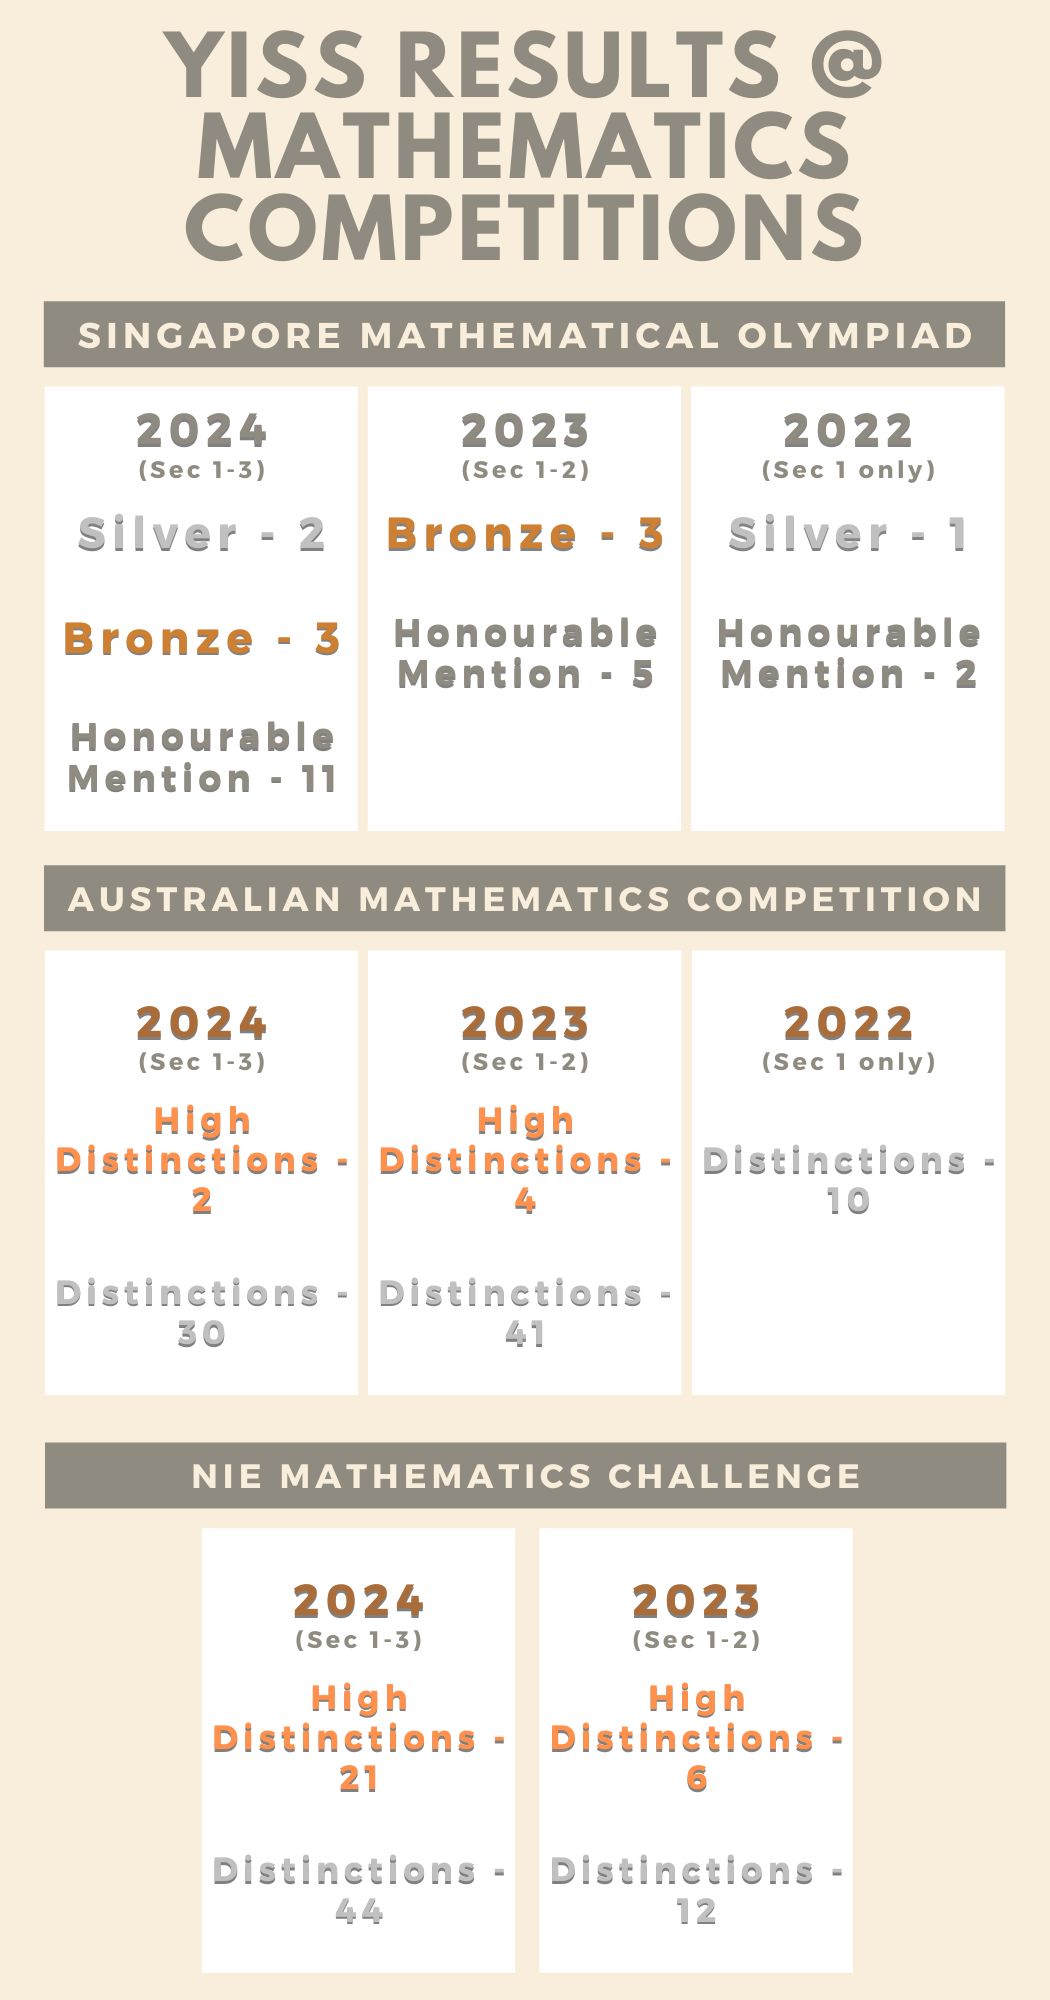 YISS RESULTS @
MATHEMATICS
COMPETITIONS
SINGAPORE MATHEMATICAL OLYMPIAD
2024
(Sec 1-3)
Silver - 2
Bronze - 3
Honourable
Mention - 11
2023
(Sec 1-2)
Bronze - 3
Honourable
Mention - 5
2022
(Sec 1 only)
Silver - 1
Honourable
Mention - 2
AUSTRALIAN MATHEMATICS COMPETITION
2024
(Sec 1-3)
High
Distinctions -
2
Distinctions -
30
2023
(Sec 1-2)
High
Distinctions -
4
Distinctions -
41
2022
(Sec 1 only)
Distinctions -
10
NIE MATHEMATICS CHALLENGE
2024
(Sec 1-3)
High
Distinctions -
21
Distinctions -
44
2023
(Sec 1-2)
High
Distinctions -
6
Distinctions -
12